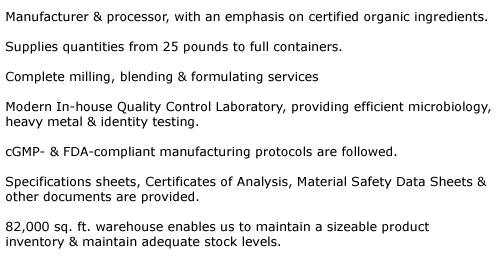 Manufacturer & processor, with an emphasis on certified organic ingredients.
Supplies quantities from 25 pounds to full containers.
Complete milling, blending & formulating services
Modern In-house Quality Control Laboratory, providing efficient microbiology,
heavy metal & identity testing.
cGMP- & FDA-compliant manufacturing protocols are followed.
Specifications sheets, Certificates of Analysis, Material Safety Data Sheets &
other documents are provided.
82,000 sq. ft. warehouse enables us to maintain a sizeable product
inventory & maintain adequate stock levels.